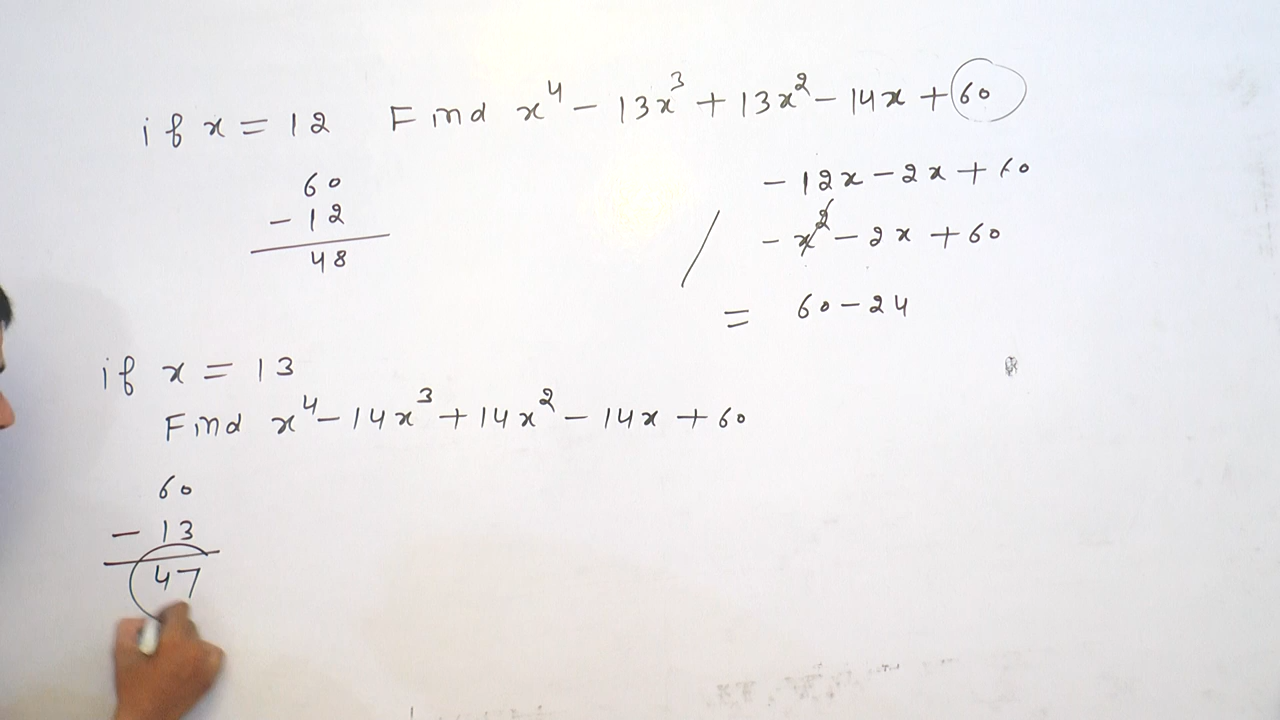 if x = 12 Find x⁴ - 13x³ + 13x² - 14x + 60
60
- 12
48
- 12x - 2x + 60
- x² - 2x + 60
= 60 - 24
if x = 13
Find x⁴ - 14x³ + 14x² - 14x + 60
60
- 13
47